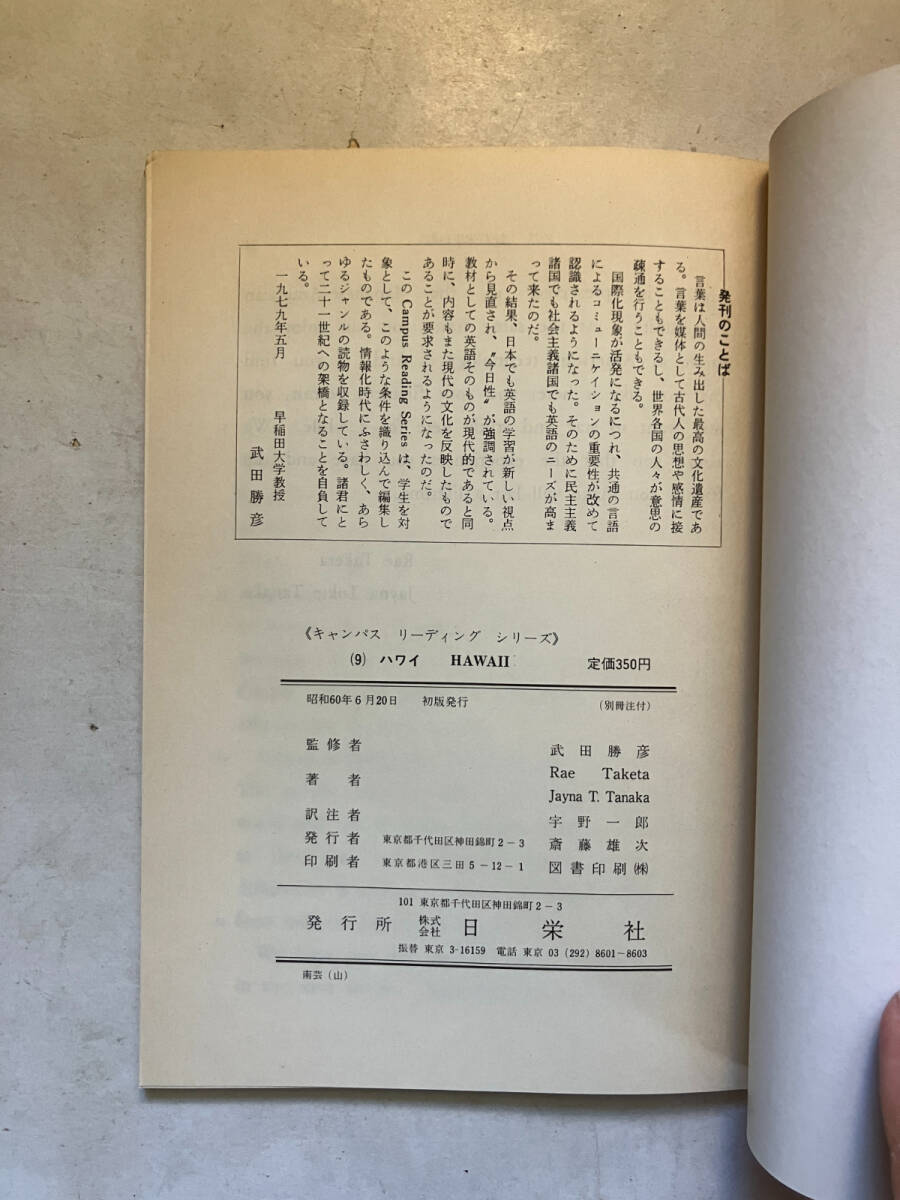 発刊のことば
言葉は人間の生み出した最高の文化遺産であ
る。言葉を媒体として古代人の思想や感情に接
することもできるし、世界各国の人々が意思の
疎通を行うこともできる。
国際化現象が活発になるにつれ、共通の言語
によるコミューニケイションの重要性が改めて
認識されるようになった。そのために民主主義
諸国でも社会主義諸国でも英語のニーズが高ま
って来たのだ。
その結果、日本でも英語の学習が新しい視点
から見直され、〝今日性〟が強調されている。
教材としての英語そのものが現代的であると同
時に、内容もまた現代の文化を反映したもので
あることが要求されるようになったのだ。
このCampus Reading Seriesは、学生を対
象として、このような条件を織り込んで編集し
たものである。情報化時代にふさわしく、あら
ゆるジャンルの読物を収録している。諸君にと
って二十一世紀への架橋となることを自負して
いる。
一九七九年五月 早稲田大学教授
武田勝彦
《キャンパス リーディング シリーズ》
(9) ハワイ HAWAII 定価350円
昭和60年6月20日 初版発行 (別冊注付)
監修者 武田勝彦
著者 Rae Taketa
Jayna T. Tanaka
訳注者 宇野一郎
発行者 東京都千代田区神田錦町2-3 斎藤雄次
印刷者 東京都港区三田5-12-1 図書印刷㈱
101 東京都千代田区神田錦町2-3
発行所 株式会社 日栄社
振替 東京 3-16159 電話 東京 03 (292) 8601-8603
南芸(山)